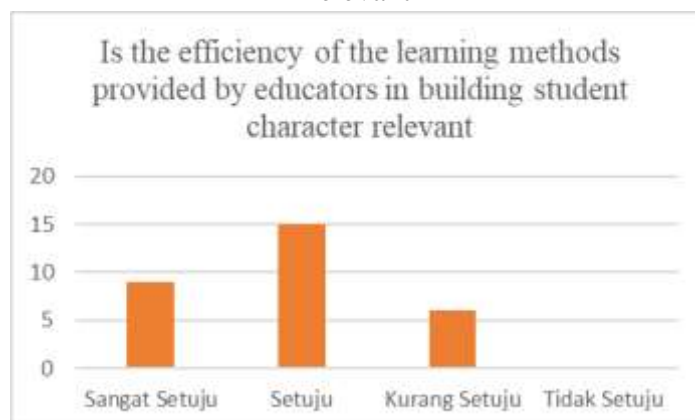 Is the efficiency of the learning methods
provided by educators in building student
character relevant
20
15
10
5
0
Sangat Setuju Setuju Kurang Setuju Tidak Setuju